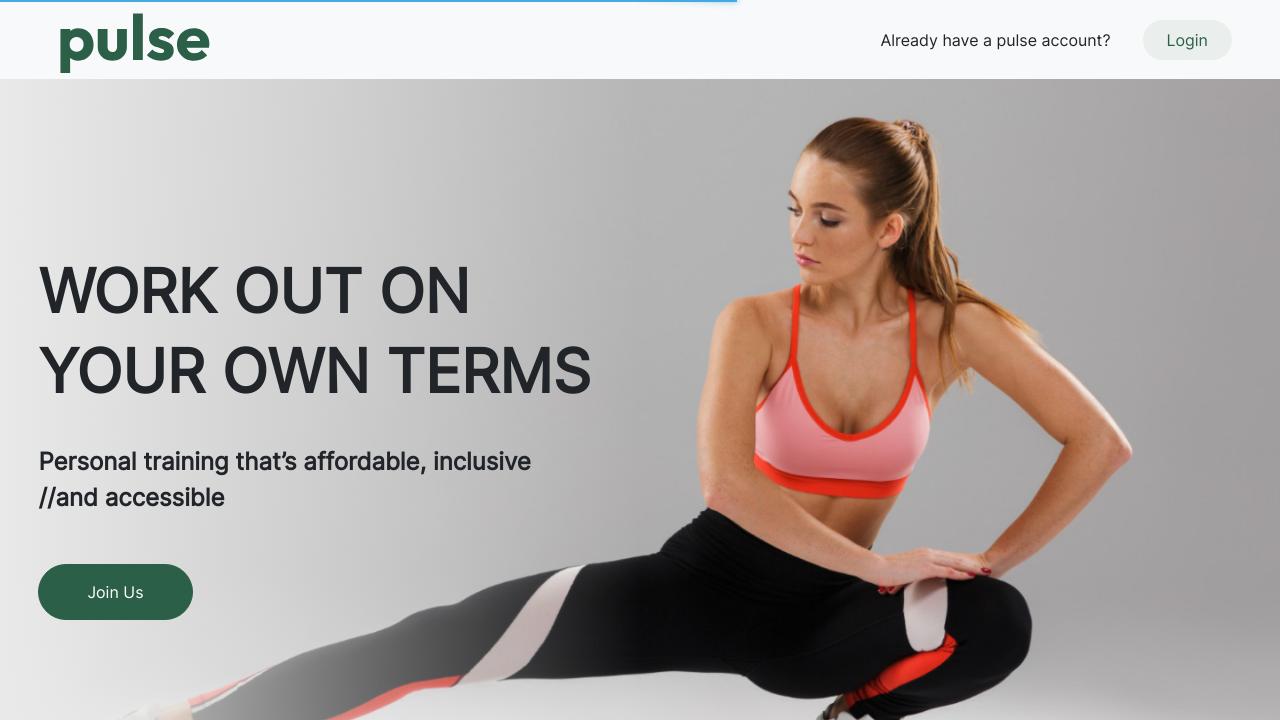 pulse
Already have a pulse account?
Login
WORK OUT ON
YOUR OWN TERMS
Personal training that’s affordable, inclusive
//and accessible
Join Us